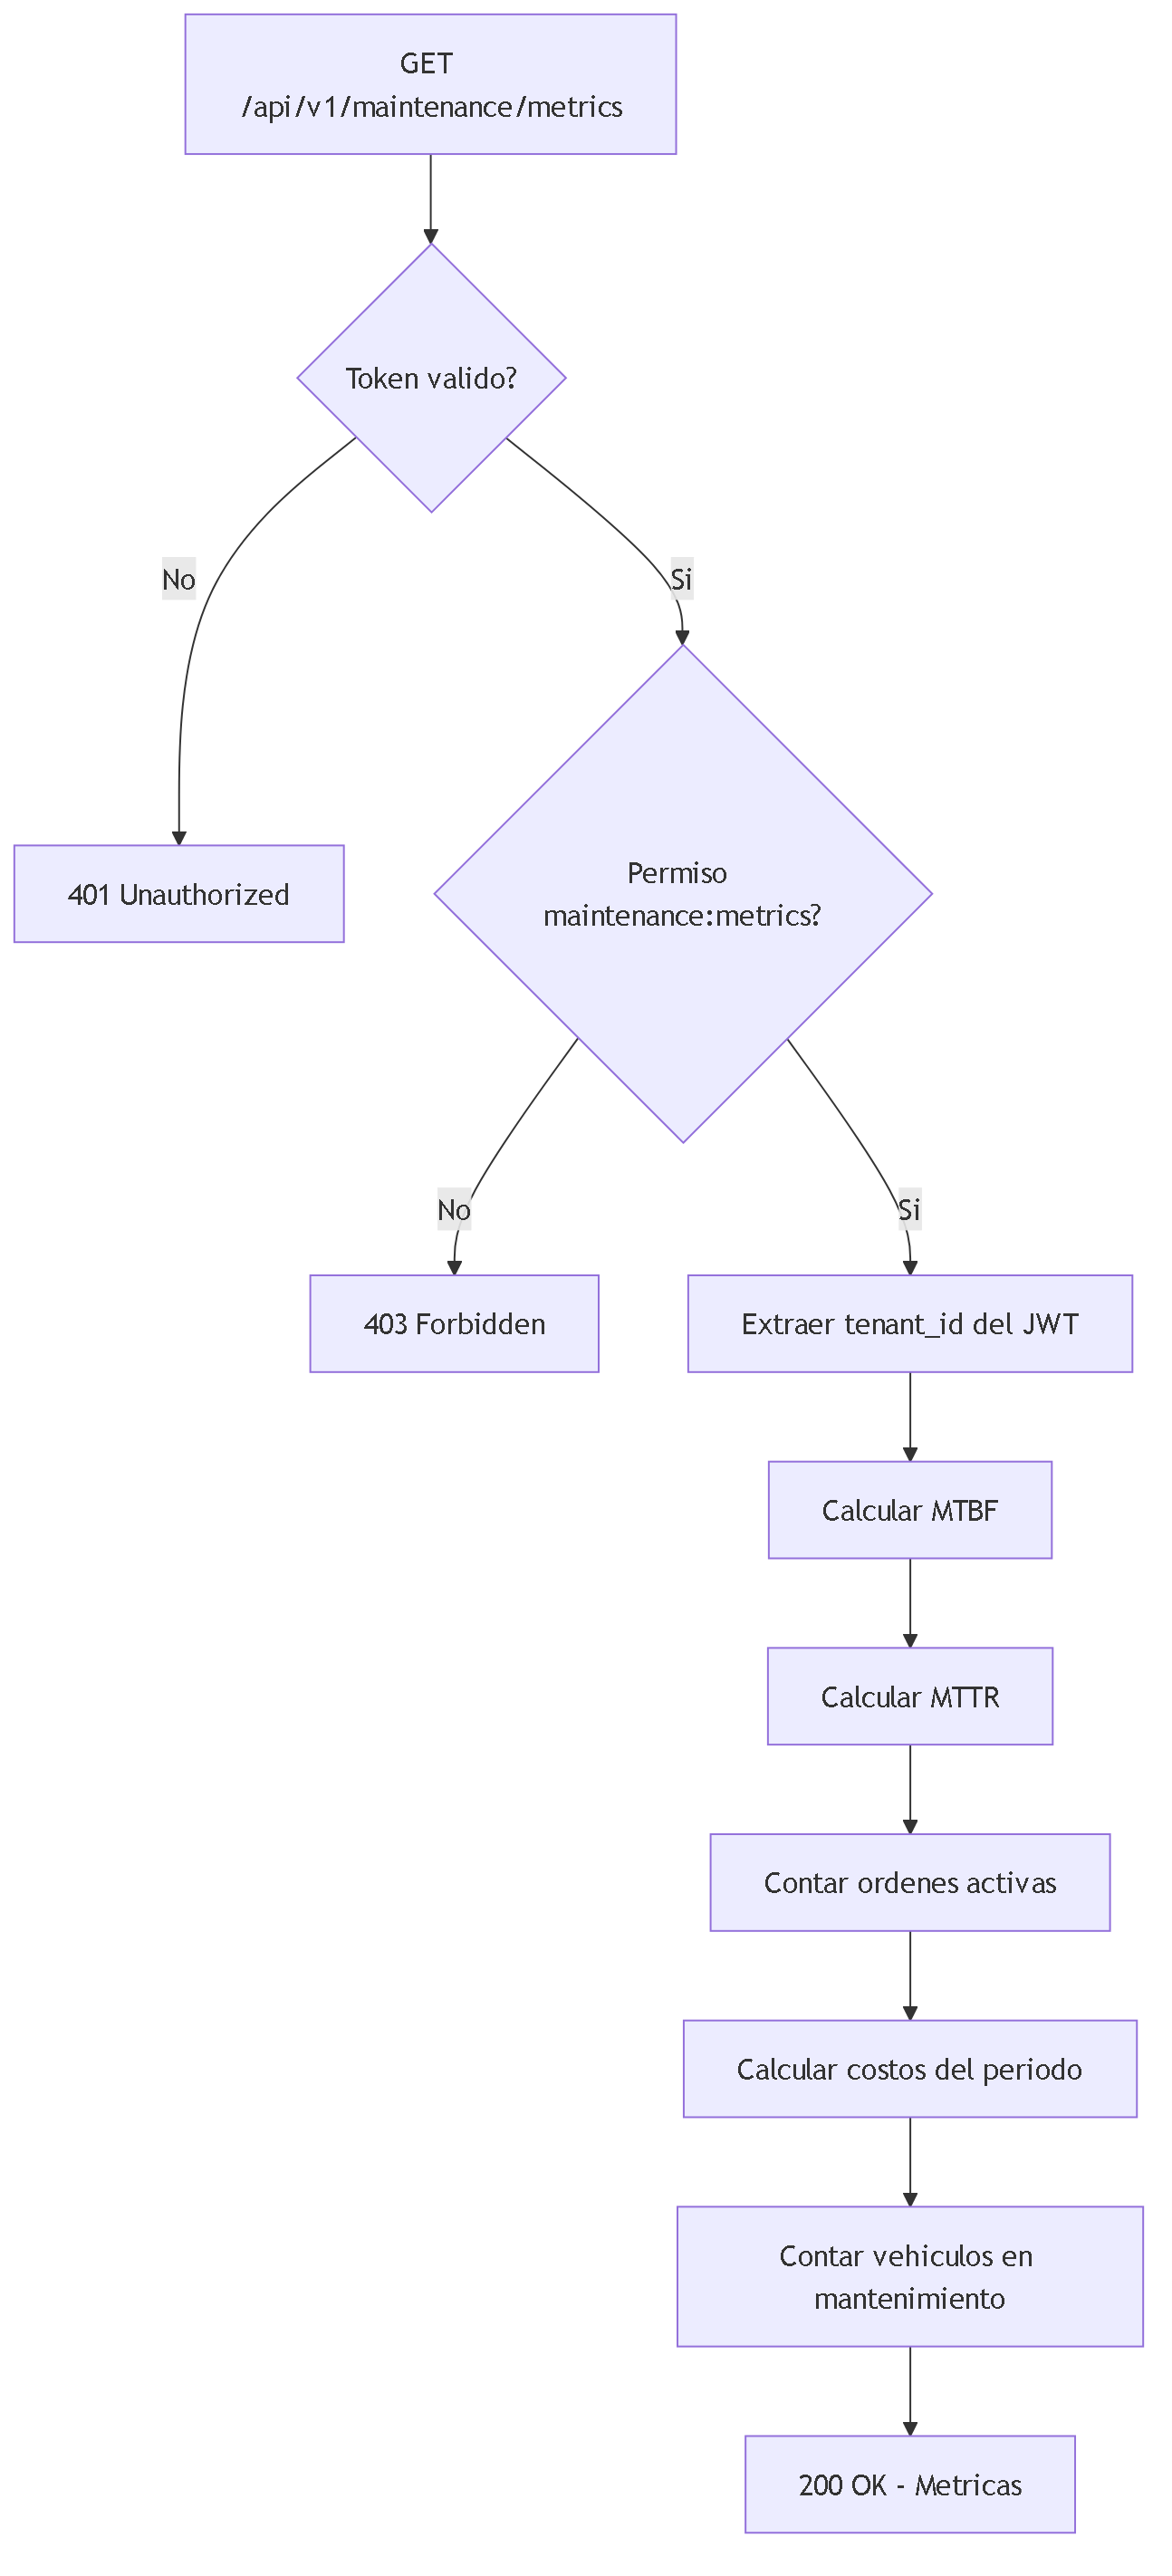 GET
/api/v1/maintenance/metrics
Token valido?
No
Si
401 Unauthorized
Permiso
maintenance:metrics?
No
Si
403 Forbidden
Extraer tenant_id del JWT
Calcular MTBF
Calcular MTTR
Contar ordenes activas
Calcular costos del periodo
Contar vehiculos en
mantenimiento
200 OK - Metricas